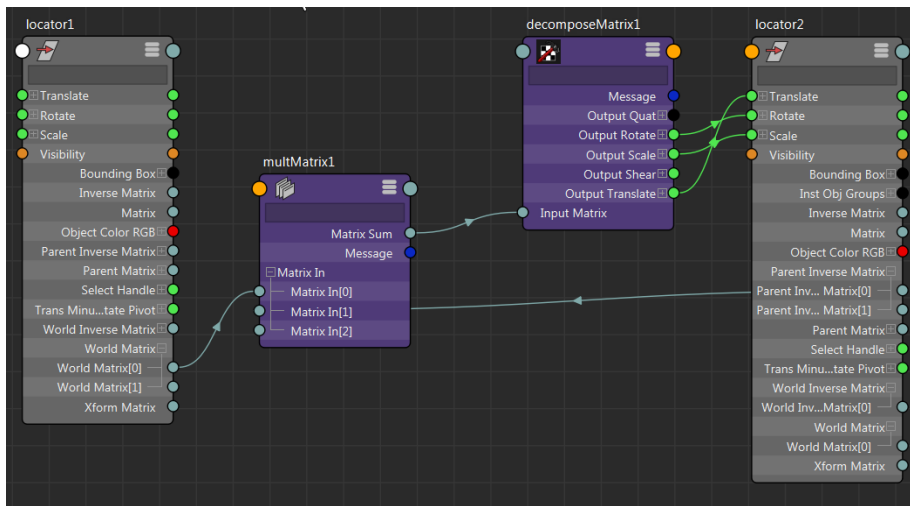 locator1
Translate
Rotate
Scale
Visibility
Bounding Box
Inverse Matrix
Matrix
Object Color RGB
Parent Inverse Matrix
Parent Matrix
Select Handle
Trans Minu...tate Pivot
World Inverse Matrix
World Matrix
World Matrix[0]
World Matrix[1]
Xform Matrix
multMatrix1
Matrix Sum
Message
Matrix In
Matrix In[0]
Matrix In[1]
Matrix In[2]
decomposeMatrix1
Message
Output Quat
Output Rotate
Output Scale
Output Shear
Output Translate
Input Matrix
locator2
Translate
Rotate
Scale
Visibility
Bounding Box
Inst Obj Groups
Inverse Matrix
Matrix
Object Color RGB
Parent Inverse Matrix
Parent Inv... Matrix[0]
Parent Inv... Matrix[1]
Parent Matrix
Select Handle
Trans Minu...tate Pivot
World Inverse Matrix
World Inv...Matrix[0]
World Matrix
World Matrix[0]
Xform Matrix